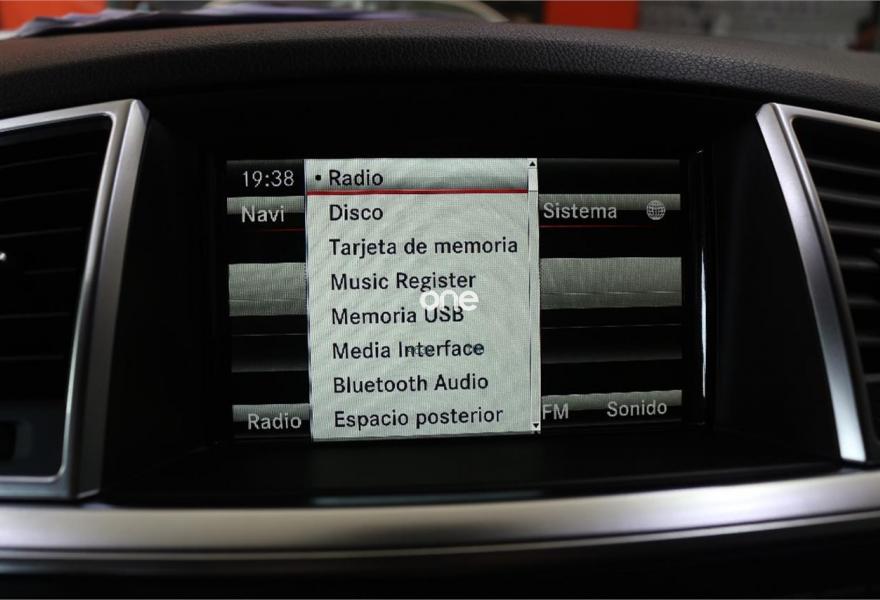 19:38
• Radio
Navi
Disco
Sistema
Tarjeta de memoria
Music Register
one
Memoria USB
Media Interface
Bluetooth Audio
Espacio posterior
Radio
FM
Sonido